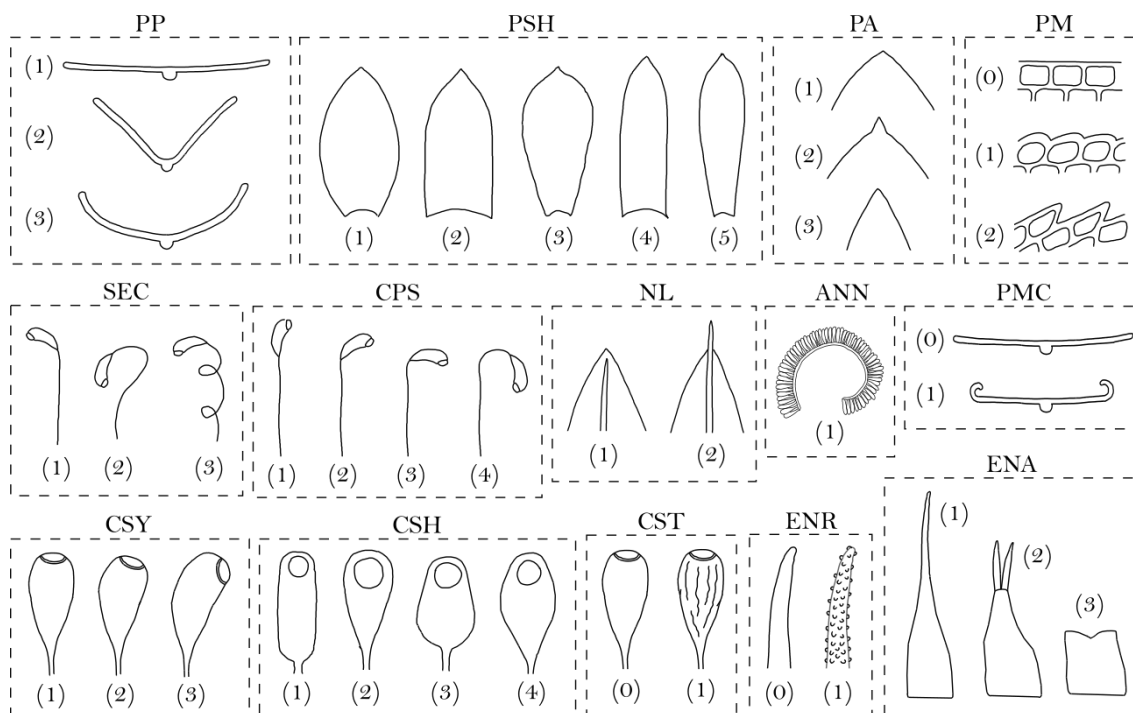 PP
(1)
(2)
(3)
PSH
(1) (2) (3) (4) (5)
PA
(1)
(2)
(3)
PM
(0)
(1)
(2)
SEC
(1) (2) (3)
CPS
(1) (2) (3) (4)
NL
(1) (2)
ANN
(1)
PMC
(0)
(1)
CSY
(1) (2) (3)
CSH
(1) (2) (3) (4)
CST
(0) (1)
ENR
(0) (1)
ENA
(1)
(2)
(3)